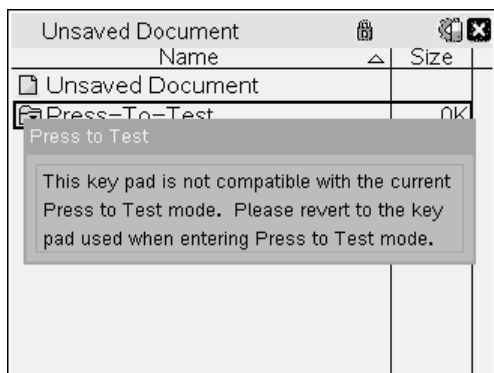 Unsaved Document
Name Size
Unsaved Document
Press-To-Test 0K
Press to Test
This key pad is not compatible with the current
Press to Test mode. Please revert to the key
pad used when entering Press to Test mode.